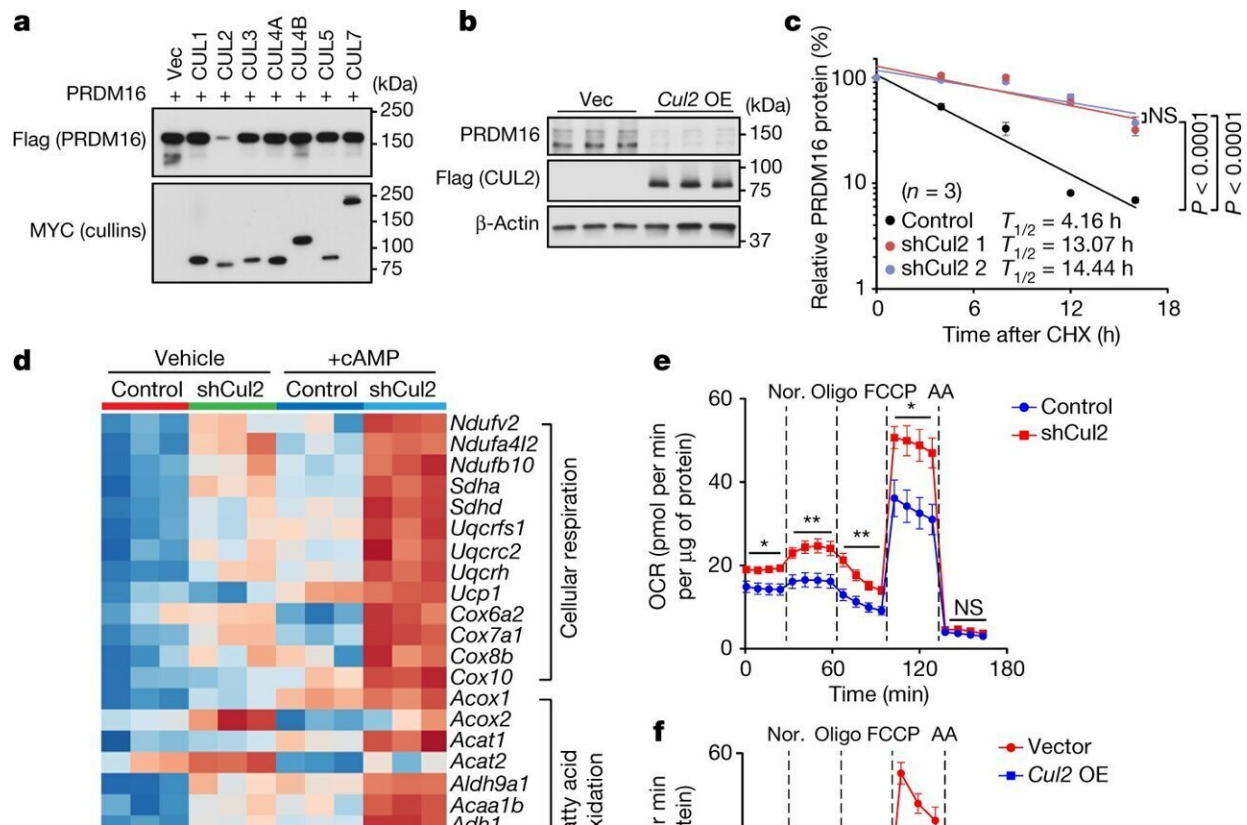 a
Vec CUL1 CUL2 CUL3 CUL4A CUL4B CUL5 CUL7
(kDa)
PRDM16 + + + + + + + +
Flag (PRDM16)
250
150
MYC (cullins)
250
150
100
75
b
Vec Cul2 OE (kDa)
PRDM16
150
Flag (CUL2)
100
75
β-Actin
37
c
Relative PRDM16 protein (%)
100
10
1
0 6 12 18
Time after CHX (h)
(n = 3)
Control T1/2 = 4.16 h
shCul2 1 T1/2 = 13.07 h
shCul2 2 T1/2 = 14.44 h
NS
P < 0.0001
P < 0.0001
d
Vehicle +cAMP
Control shCul2 Control shCul2
Ndufv2
Ndufa4l2
Ndufb10
Sdha
Sdhd
Uqcrfs1
Uqcrc2
Uqcrh
Ucp1
Cox6a2
Cox7a1
Cox8b
Cox10
Acox1
Acox2
Acat1
Acat2
Aldh9a1
Acaa1b
Adh1
Cellular respiration
atty acid
xidation
e
Nor. Oligo FCCP AA
OCR (pmol per min
per μg of protein)
60
40
20
0
0 60 120 180
Time (min)
* ** ** * NS
Control
shCul2
f
Nor. Oligo FCCP AA
60
r min
tein)
Vector
Cul2 OE